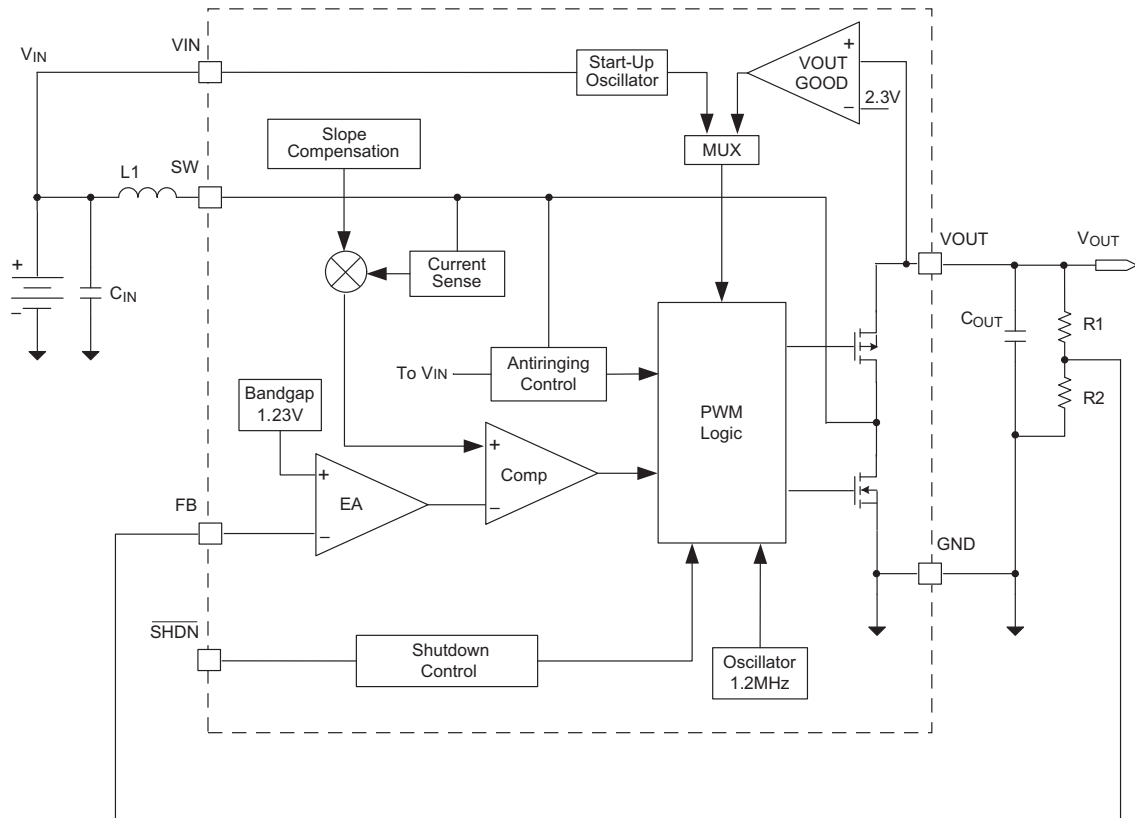 VIN
VIN
Start-Up
Oscillator
+
VOUT
GOOD
−
2.3V
Slope
Compensation
MUX
L1
SW
VOUT
VOUT
Current
Sense
+
−
CIN
COUT
R1
To VIN
Antiringing
Control
R2
Bandgap
1.23V
PWM
Logic
+
Comp
−
+
EA
−
FB
GND
SHDN
Shutdown
Control
Oscillator
1.2MHz